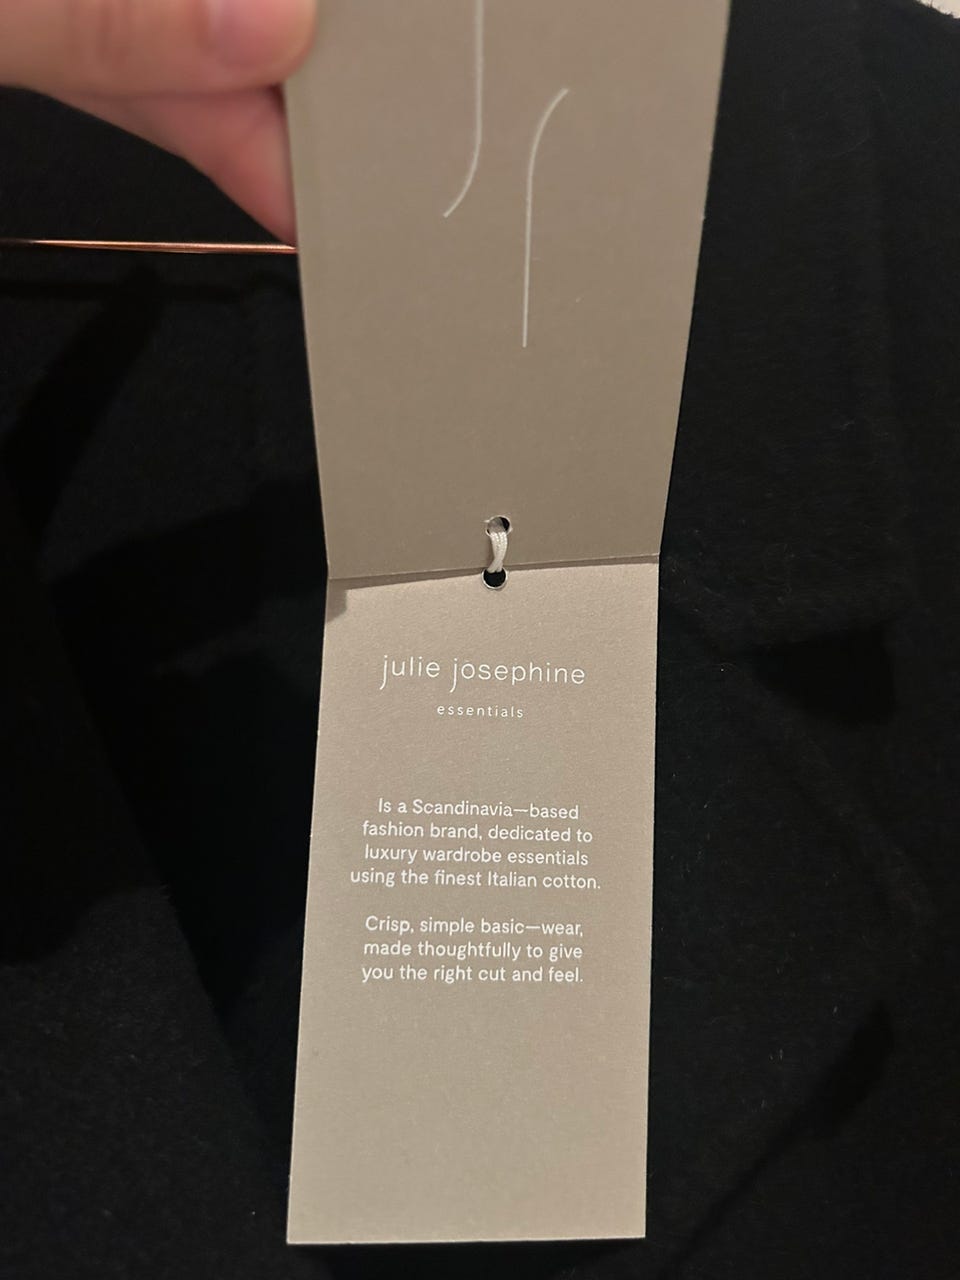 julie josephine
essentials
Is a Scandinavia—based
fashion brand, dedicated to
luxury wardrobe essentials
using the finest Italian cotton.
Crisp, simple basic—wear,
made thoughtfully to give
you the right cut and feel.